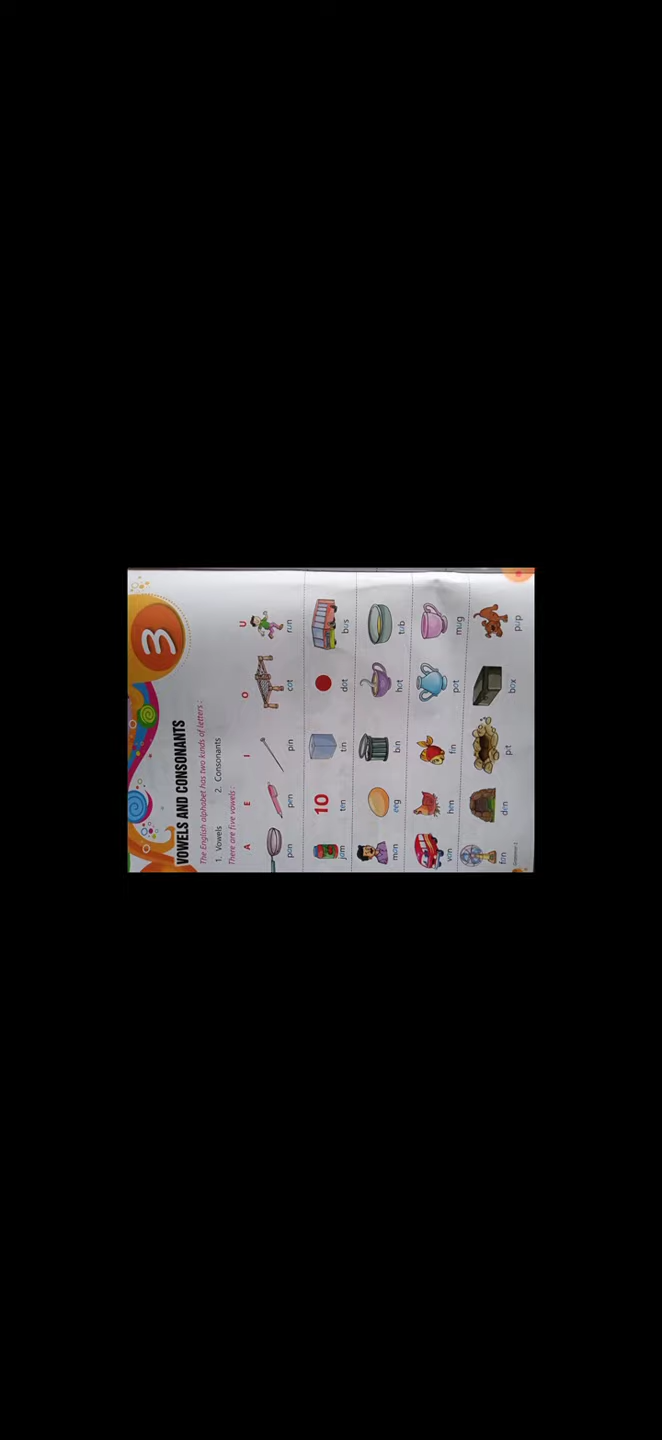 3
VOWELS AND CONSONANTS
The English alphabet has two kinds of letters :
1. Vowels 2. Consonants
There are five vowels :
A E I O U
pan pen pin cot run
10
jam ten tin dot bus
man egg bin hot tub
van hen fin pot mug
fan den pit box pup